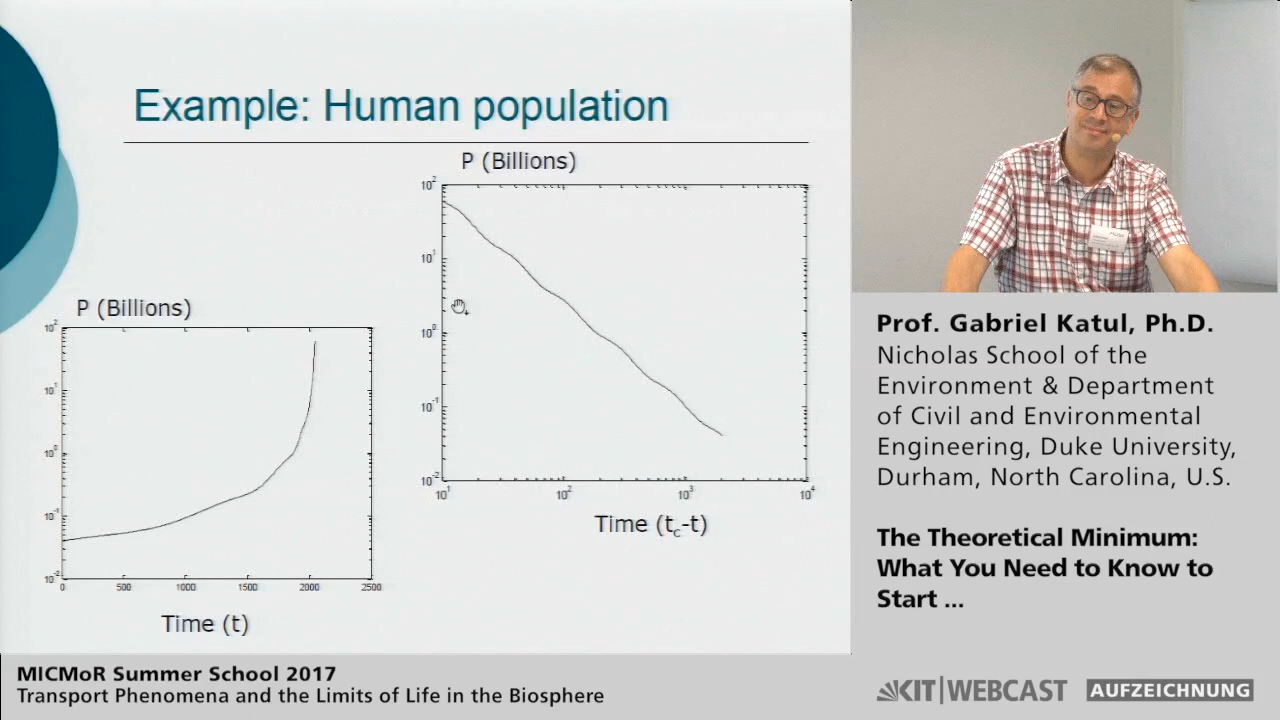 Example: Human population
P (Billions)
10²
10¹
10⁰
10⁻¹
10⁻²
10¹ 10² 10³ 10⁴
Time (t꜀-t)
P (Billions)
10²
10¹
10⁰
10⁻¹
10⁻²
0 500 1000 1500 2000 2500
Time (t)
Prof. Gabriel Katul, Ph.D.
Nicholas School of the
Environment & Department
of Civil and Environmental
Engineering, Duke University,
Durham, North Carolina, U.S.
The Theoretical Minimum:
What You Need to Know to
Start ...
MICMoR Summer School 2017
Transport Phenomena and the Limits of Life in the Biosphere
KIT|WEBCAST AUFZEICHNUNG